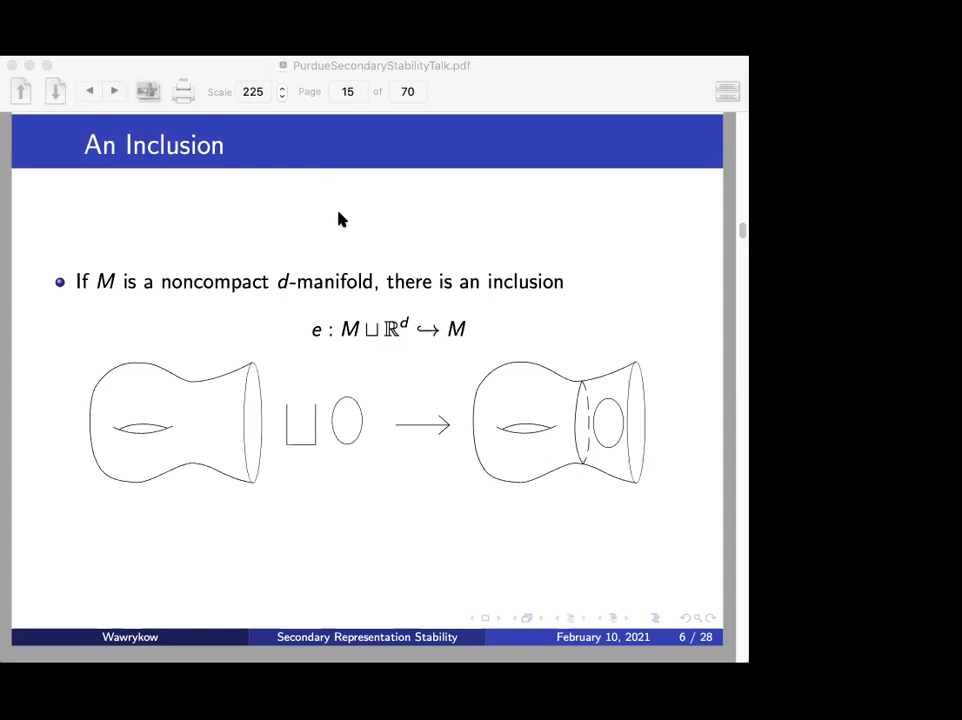 PurdueSecondaryStabilityTalk.pdf
Scale 225 Page 15 of 70
An Inclusion
If M is a noncompact d-manifold, there is an inclusion
e : M ⊔ ℝᵈ ↪ M
⊔
Wawrykow Secondary Representation Stability February 10, 2021 6 / 28